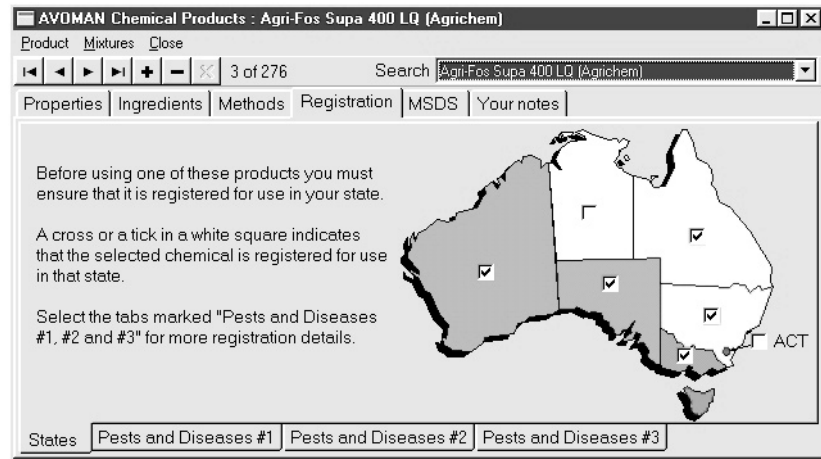 AVOMAN Chemical Products : Agri-Fos Supa 400 LQ (Agrichem)
Product Mixtures Close
3 of 276 Search Agri-Fos Supa 400 LQ (Agrichem)
Properties Ingredients Methods Registration MSDS Your notes
Before using one of these products you must
ensure that it is registered for use in your state.
A cross or a tick in a white square indicates
that the selected chemical is registered for use
in that state.
Select the tabs marked "Pests and Diseases
#1, #2 and #3" for more registration details.
ACT
States Pests and Diseases #1 Pests and Diseases #2 Pests and Diseases #3